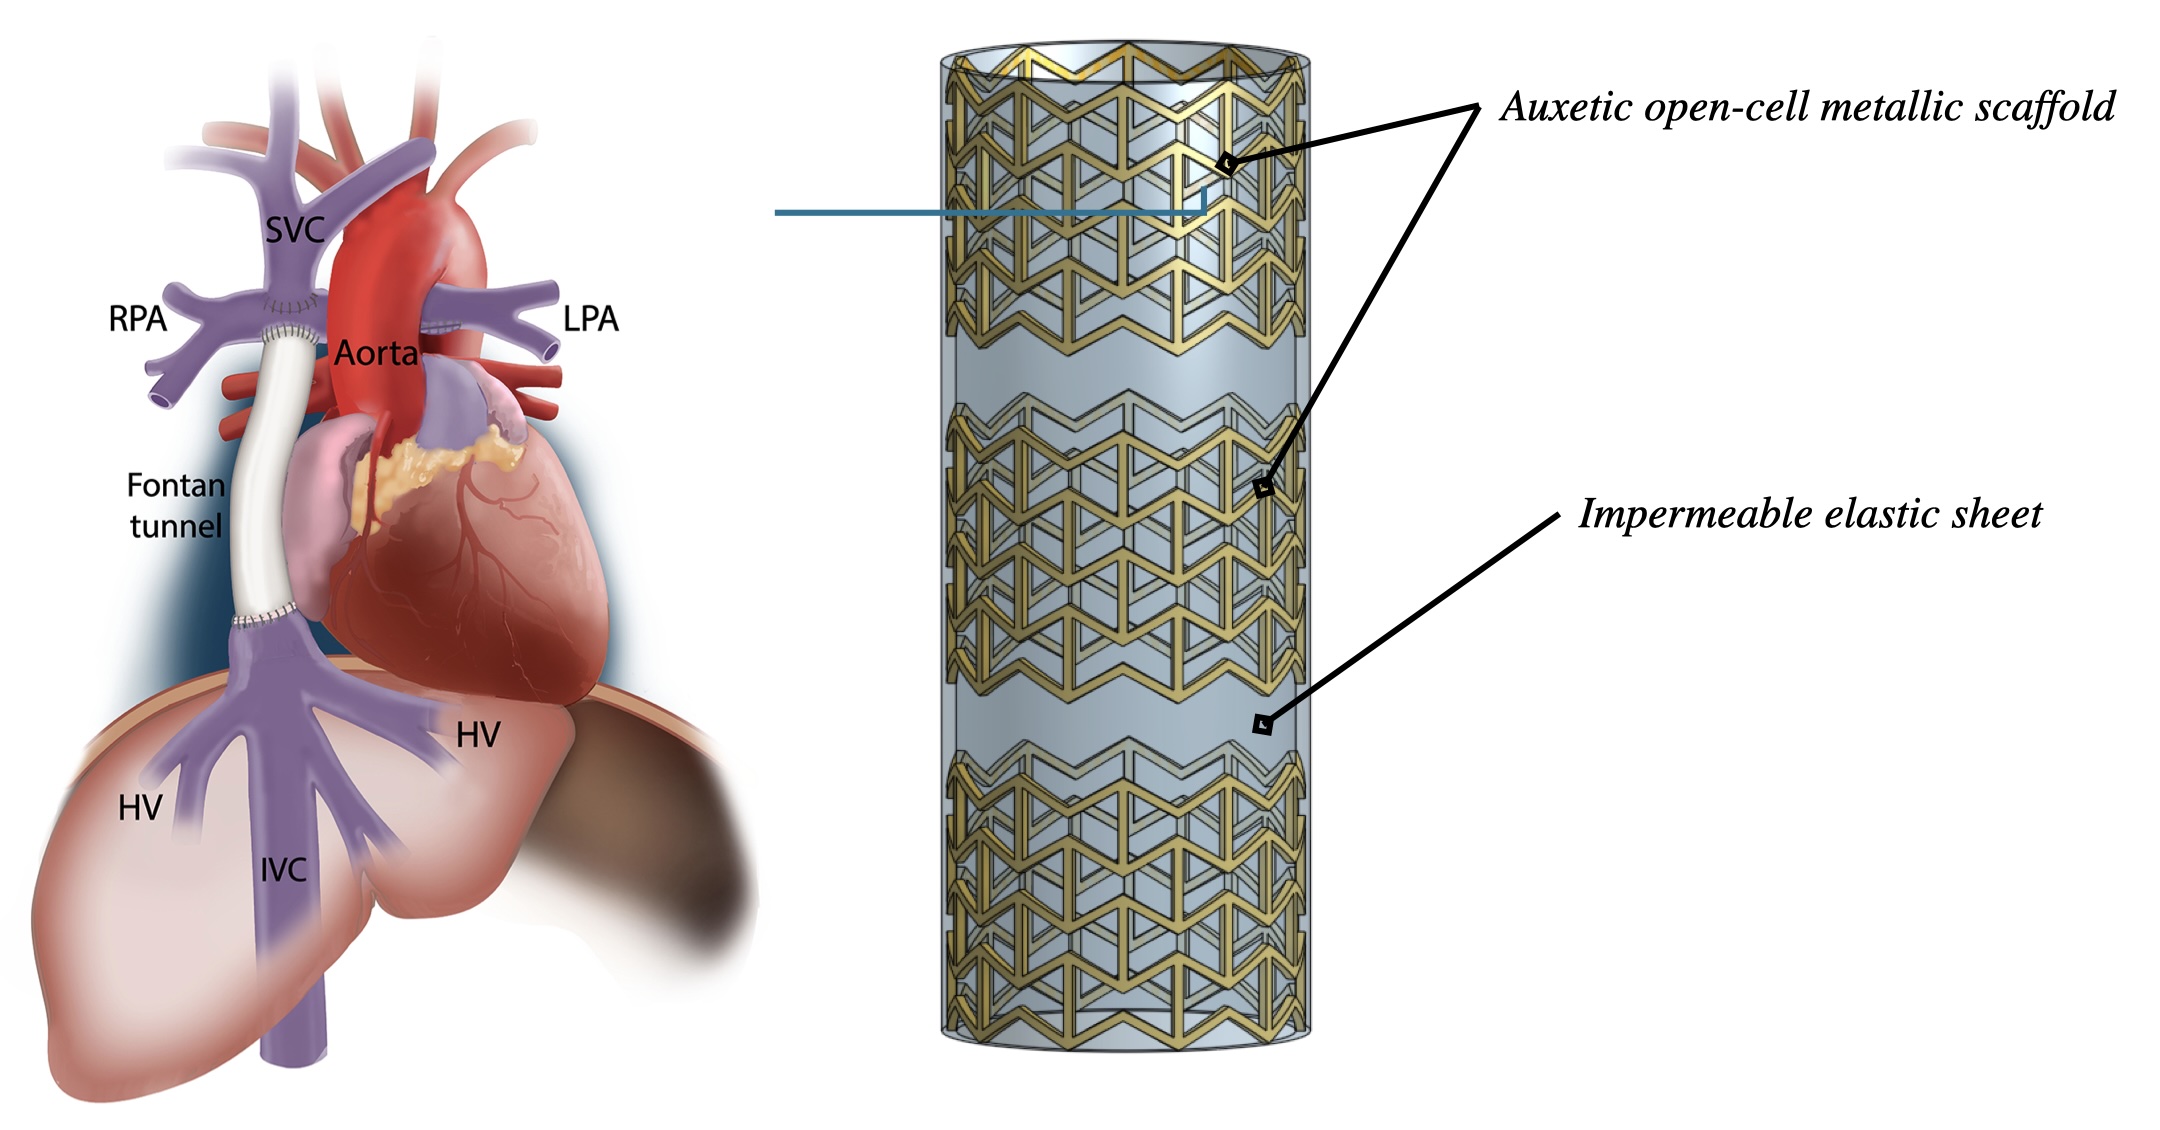 SVC
RPA
LPA
Aorta
Fontan
tunnel
HV
HV
IVC
Auxetic open-cell metallic scaffold
Impermeable elastic sheet